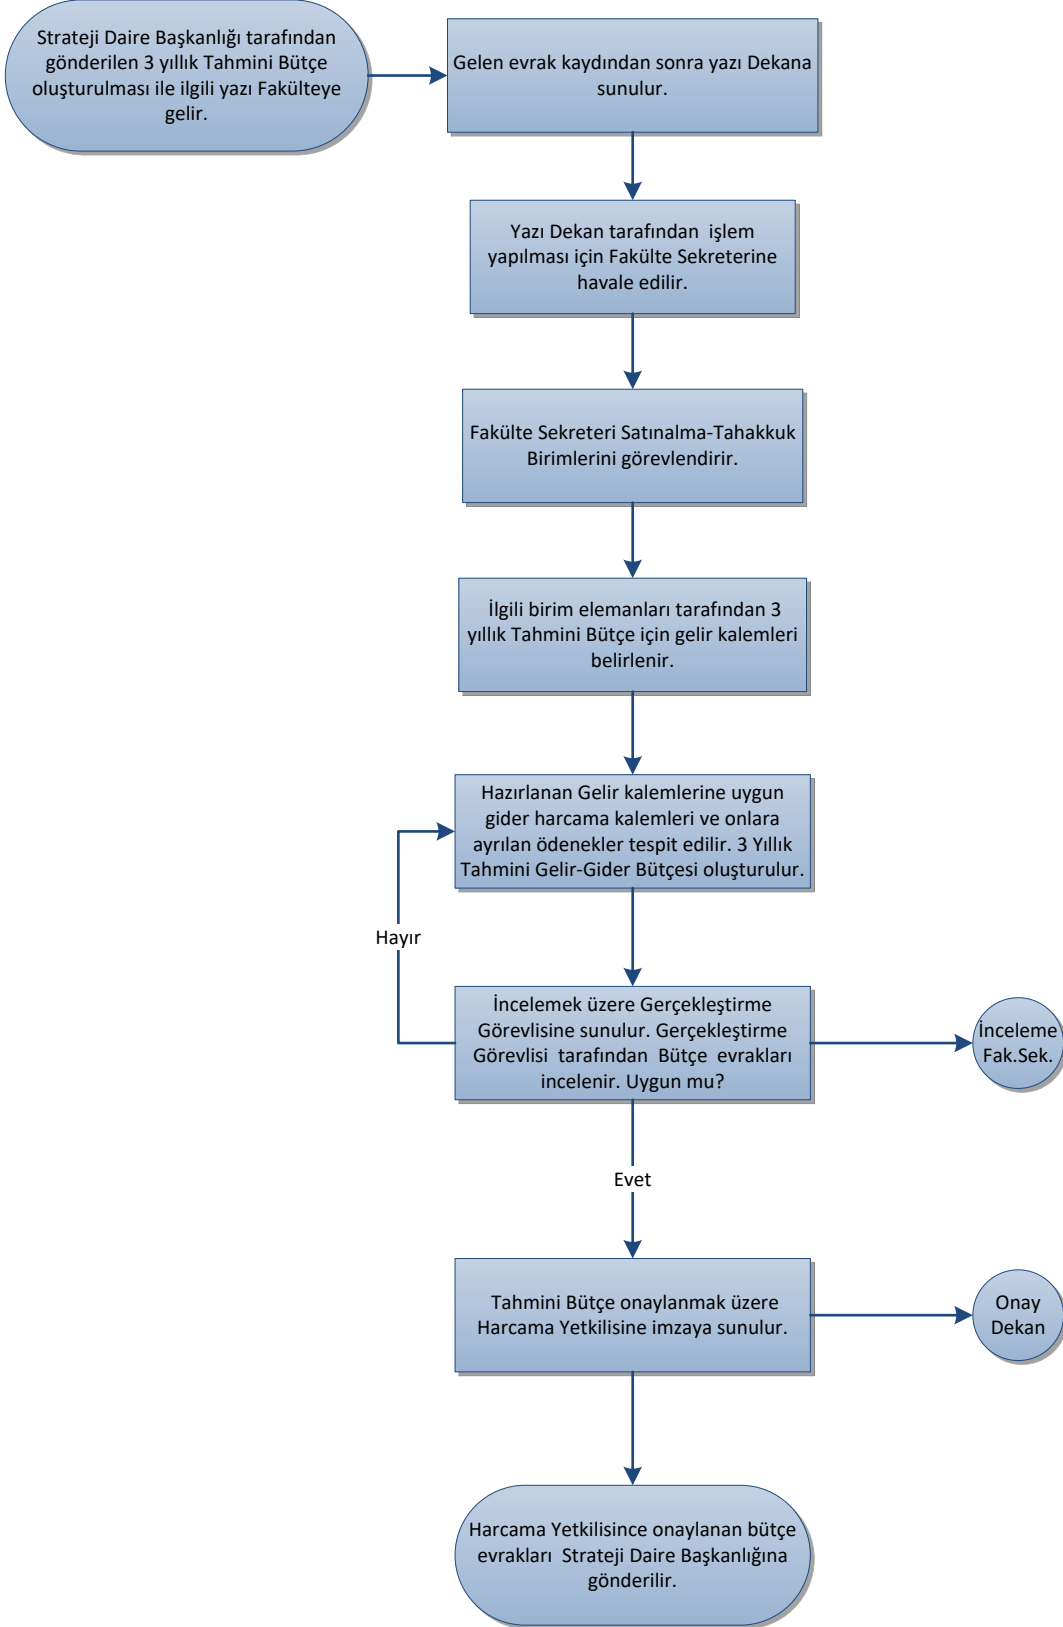 Strateji Daire Başkanlığı tarafından
gönderilen 3 yıllık Tahmini Bütçe
oluşturulması ile ilgili yazı Fakülteye
gelir.
Gelen evrak kaydından sonra yazı Dekana
sunulur.
Yazı Dekan tarafından  işlem
yapılması için Fakülte Sekreterine
havale edilir.
Fakülte Sekreteri Satınalma-Tahakkuk
Birimlerini görevlendirir.
İlgili birim elemanları tarafından 3
yıllık Tahmini Bütçe için gelir kalemleri
belirlenir.
Hazırlanan Gelir kalemlerine uygun
gider harcama kalemleri ve onlara
ayrılan ödenekler tespit edilir. 3 Yıllık
Tahmini Gelir-Gider Bütçesi oluşturulur.
Hayır
İncelemek üzere Gerçekleştirme
Görevlisine sunulur. Gerçekleştirme
Görevlisi  tarafından  Bütçe  evrakları
incelenir. Uygun mu?
İnceleme
Fak.Sek.
Evet
Tahmini Bütçe onaylanmak üzere
Harcama Yetkilisine imzaya sunulur.
Onay
Dekan
Harcama Yetkilisince onaylanan bütçe
evrakları  Strateji Daire Başkanlığına
gönderilir.